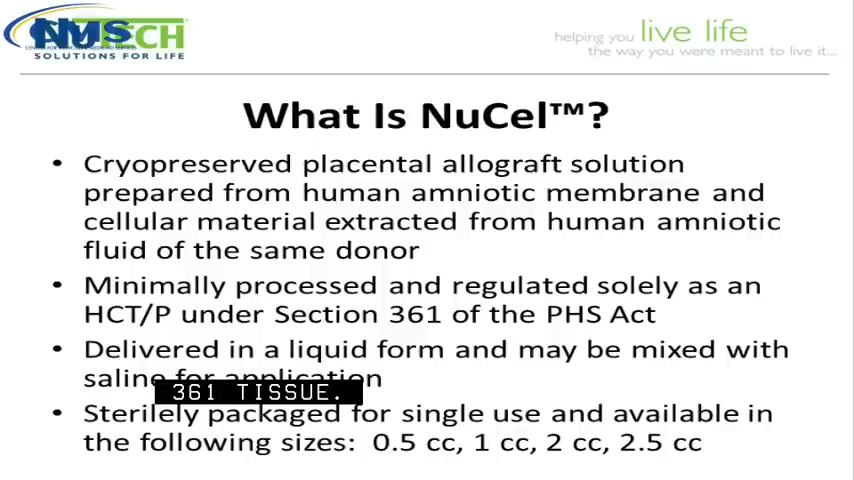 CMS
TECH
SOLUTIONS FOR LIFE
helping you live life
the way you were meant to live it...
What Is NuCel™?
• Cryopreserved placental allograft solution
prepared from human amniotic membrane and
cellular material extracted from human amniotic
fluid of the same donor
• Minimally processed and regulated solely as an
HCT/P under Section 361 of the PHS Act
• Delivered in a liquid form and may be mixed with
saline for application
361 TISSUE.
• Sterilely packaged for single use and available in
the following sizes: 0.5 cc, 1 cc, 2 cc, 2.5 cc